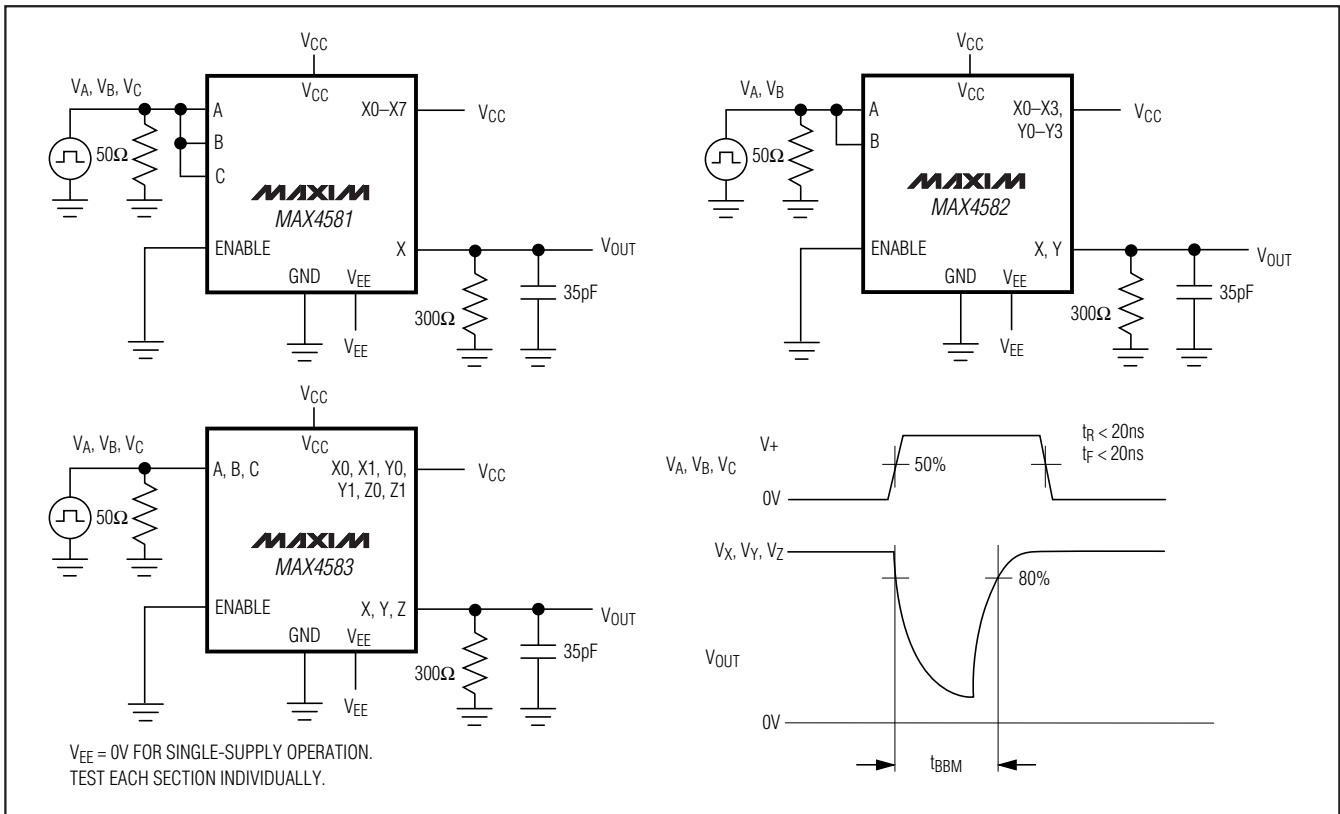 VCC
VA, VB, VC
VCC
A
X0–X7
VCC
B
50Ω
C
MAXIM
MAX4581
ENABLE
X
VOUT
GND
VEE
35pF
300Ω
VEE
VCC
VA, VB
VCC
A
X0–X3,
Y0–Y3
VCC
B
50Ω
MAXIM
MAX4582
ENABLE
X, Y
VOUT
GND
VEE
35pF
300Ω
VEE
VCC
VA, VB, VC
VCC
A, B, C
X0, X1, Y0,
Y1, Z0, Z1
VCC
50Ω
MAXIM
MAX4583
ENABLE
X, Y, Z
VOUT
GND
VEE
35pF
300Ω
VEE
VEE = 0V FOR SINGLE-SUPPLY OPERATION.
TEST EACH SECTION INDIVIDUALLY.
V+
tR < 20ns
tF < 20ns
VA, VB, VC
50%
0V
VX, VY, VZ
80%
VOUT
0V
tBBM